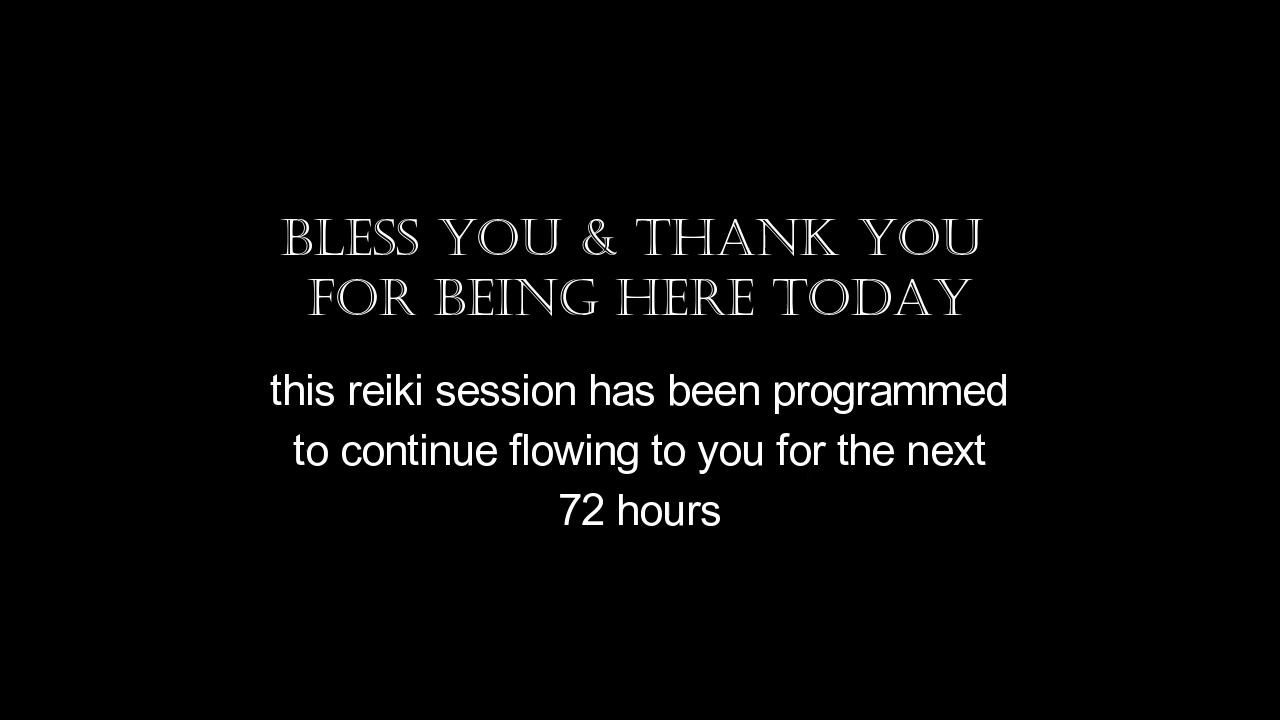 BLESS YOU & THANK YOU
FOR BEING HERE TODAY
this reiki session has been programmed
to continue flowing to you for the next
72 hours